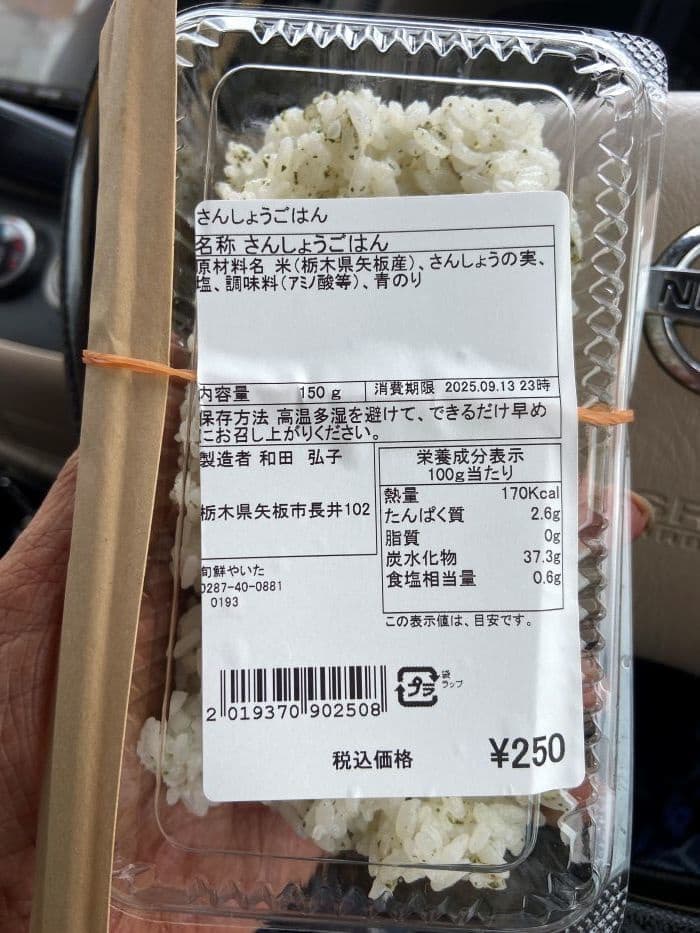 さんしょうごはん
名称 さんしょうごはん
原材料名 米(栃木県矢板産)、さんしょうの実、
塩、調味料(アミノ酸等)、青のり
内容量 150g 消費期限 2025.09.13 23時
保存方法 高温多湿を避けて、できるだけ早め
にお召し上がりください。
製造者 和田 弘子
栃木県矢板市長井102
旬鮮やいた
0287-40-0881
0193
栄養成分表示
100g当たり
熱量 170Kcal
たんぱく質 2.6g
脂質 0g
炭水化物 37.3g
食塩相当量 0.6g
この表示値は、目安です。
2 019370 902508
プラ
袋
ラップ
税込価格 ¥250